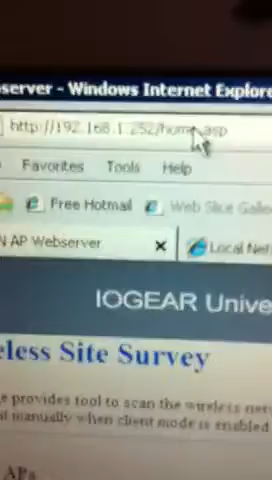 server - Windows Internet Explore
http://192.168.1.252/home.asp
Favorites Tools Help
Free Hotmail Web Slice Galle
N AP Webserver Local Net
IOGEAR Unive
eless Site Survey
e provides tool to scan the wireless net
t manually when client mode is enabled
APs